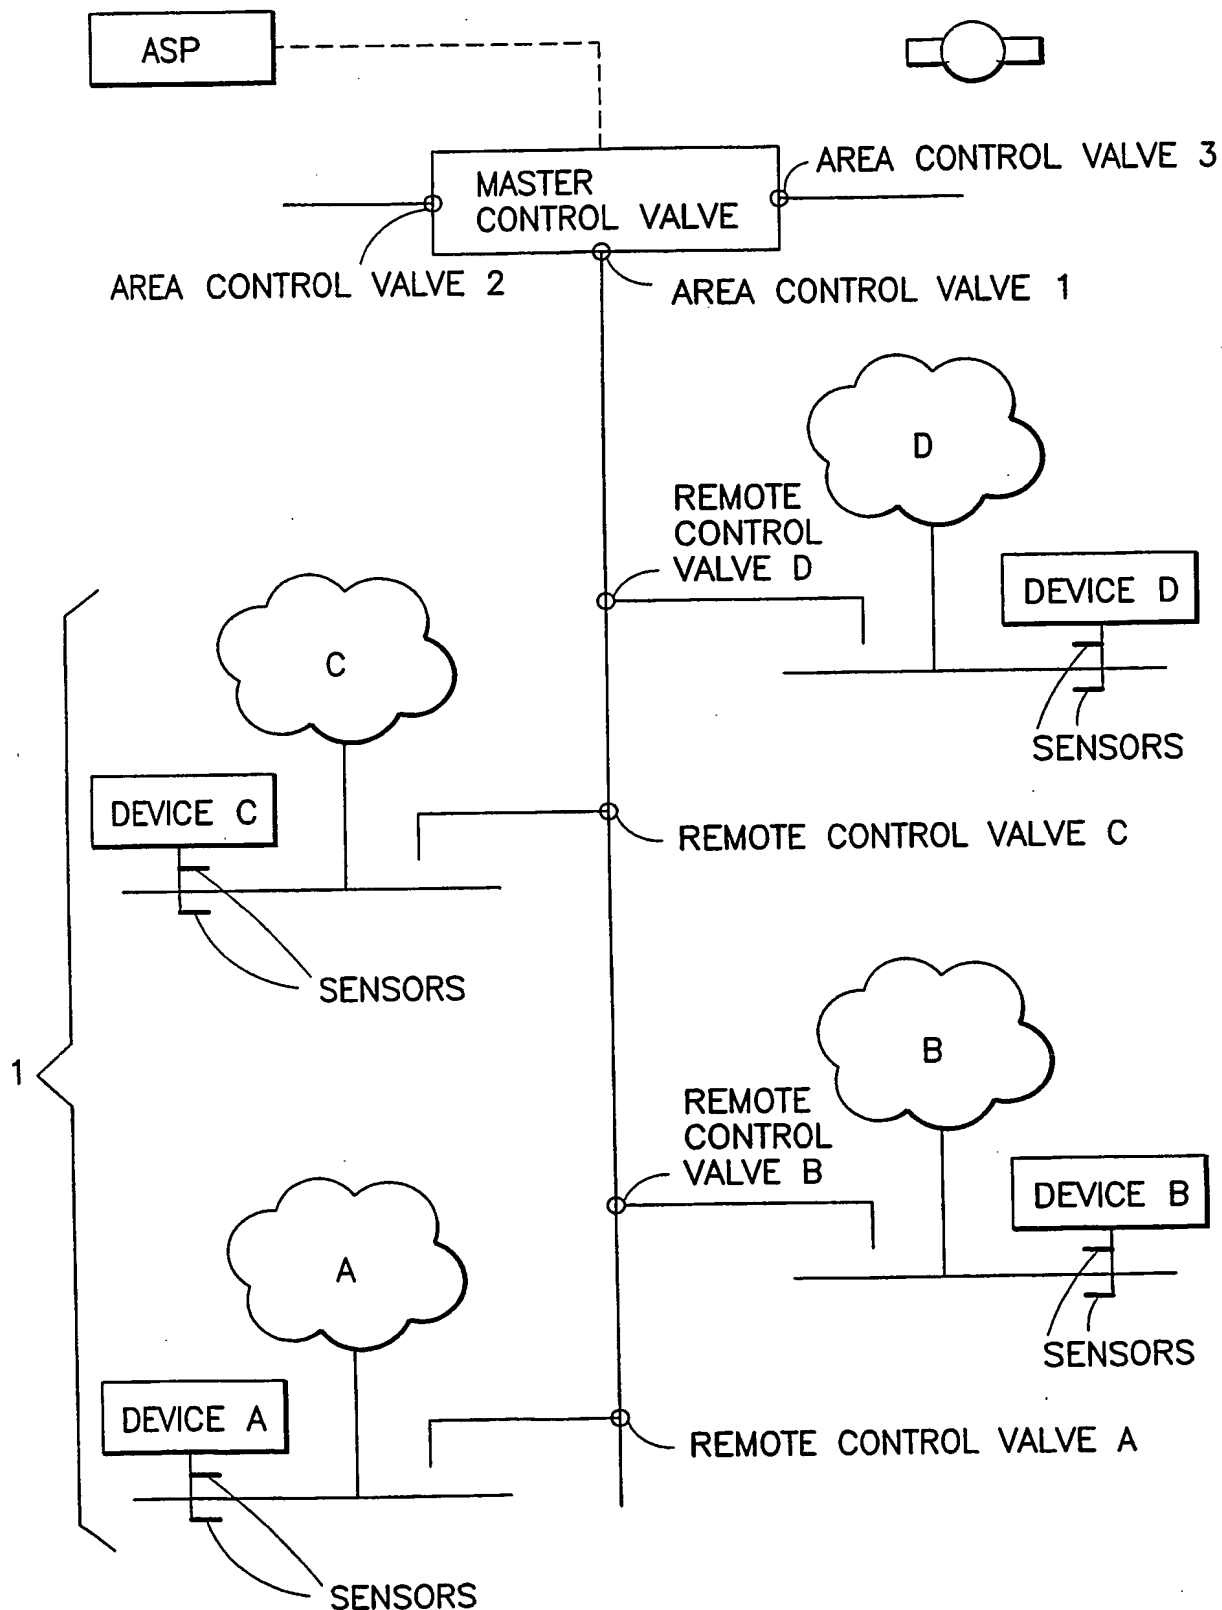 ASP
MASTER
CONTROL VALVE
AREA CONTROL VALVE 3
AREA CONTROL VALVE 2
AREA CONTROL VALVE 1
D
REMOTE
CONTROL
VALVE D
DEVICE D
SENSORS
C
DEVICE C
REMOTE CONTROL VALVE C
SENSORS
1
B
REMOTE
CONTROL
VALVE B
DEVICE B
SENSORS
A
DEVICE A
REMOTE CONTROL VALVE A
SENSORS